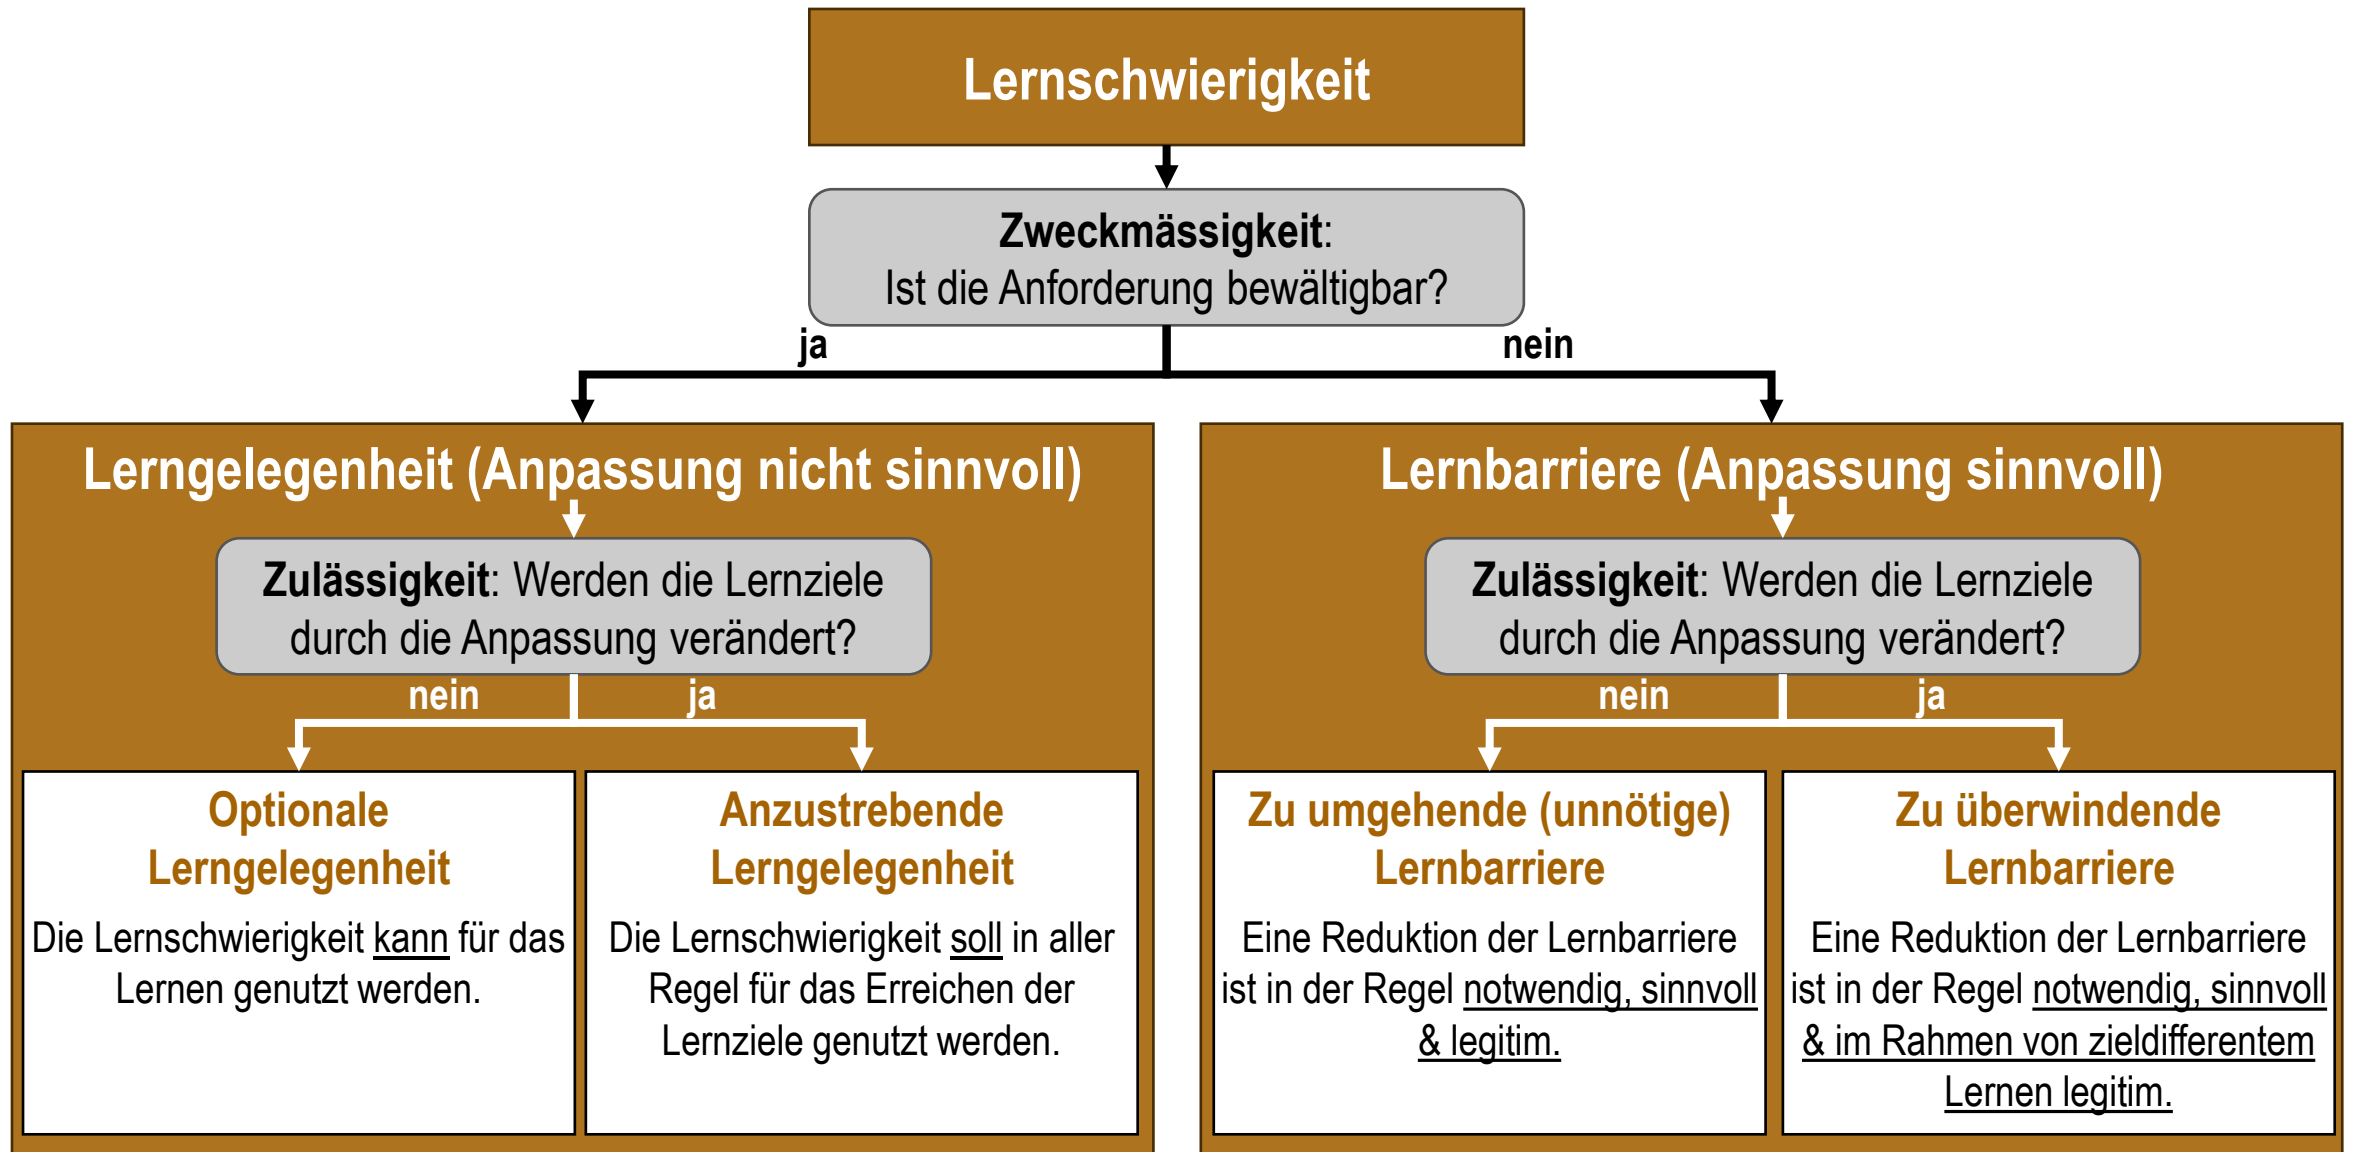 Lernschwierigkeit
Zweckmässigkeit:
Ist die Anforderung bewältigbar?
ja
nein
Lerngelegenheit (Anpassung nicht sinnvoll)
Zulässigkeit: Werden die Lernziele
durch die Anpassung verändert?
nein
ja
Optionale
Lerngelegenheit
Die Lernschwierigkeit kann für das
Lernen genutzt werden.
Anzustrebende
Lerngelegenheit
Die Lernschwierigkeit soll in aller
Regel für das Erreichen der
Lernziele genutzt werden.
Lernbarriere (Anpassung sinnvoll)
Zulässigkeit: Werden die Lernziele
durch die Anpassung verändert?
nein
ja
Zu umgehende (unnötige)
Lernbarriere
Eine Reduktion der Lernbarriere
ist in der Regel notwendig, sinnvoll
& legitim.
Zu überwindende
Lernbarriere
Eine Reduktion der Lernbarriere
ist in der Regel notwendig, sinnvoll
& im Rahmen von zieldifferentem
Lernen legitim.